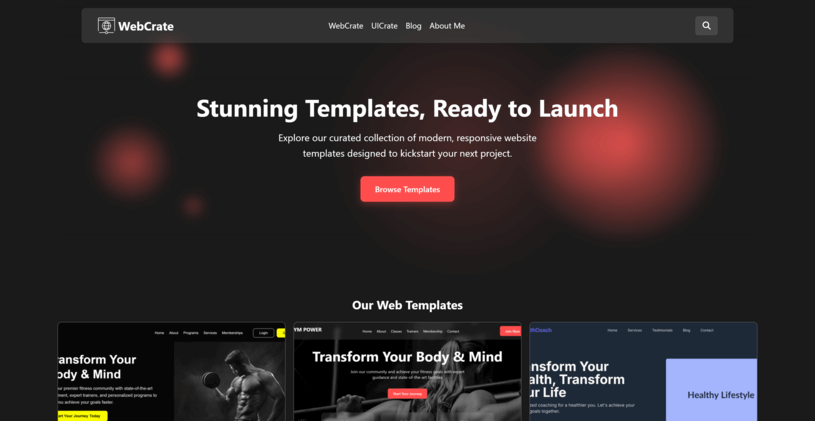 WebCrate
WebCrate UICrate Blog About Me
Stunning Templates, Ready to Launch
Explore our curated collection of modern, responsive website
templates designed to kickstart your next project.
Browse Templates
Our Web Templates
Home About Programs Services Memberships Login
ansform Your
ody & Mind
ur premier fitness community with state-of-the-art
ment, expert trainers, and personalized programs to
you achieve your goals faster.
art Your Journey Today
YM POWER
Home About Classes Trainers Membership Contact Join Now
Transform Your Body & Mind
Join our community and achieve your fitness goals with expert
guidance and state-of-the-art facilities.
Start Your Journey
Home Services Testimonials Blog Contact
nsform Your
alth, Transform
ur Life
ed coaching for a healthier you. Let's achieve your
goals together.
Healthy Lifestyle